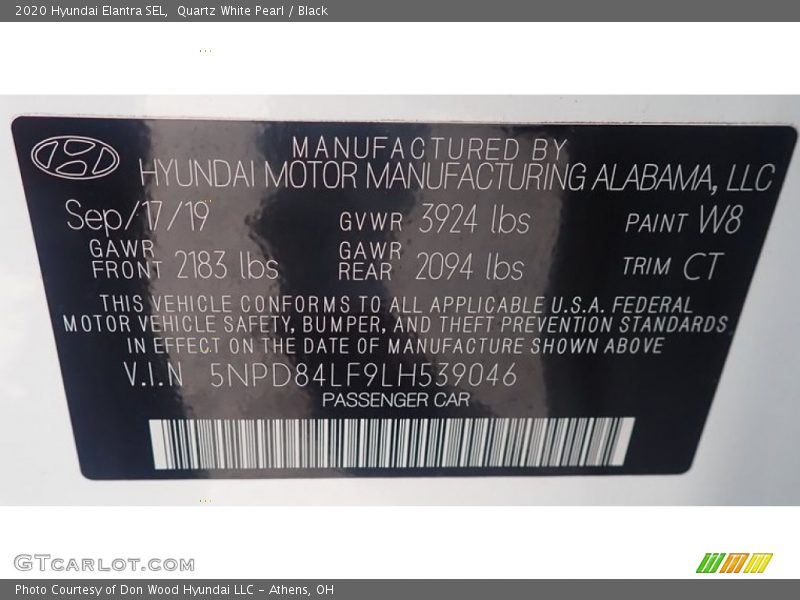 2020 Hyundai Elantra SEL, Quartz White Pearl / Black
MANUFACTURED BY
HYUNDAI MOTOR MANUFACTURING ALABAMA, LLC
Sep/17/19 GVWR 3924 lbs PAINT W8
GAWR FRONT 2183 lbs GAWR REAR 2094 lbs TRIM CT
THIS VEHICLE CONFORMS TO ALL APPLICABLE U.S.A. FEDERAL
MOTOR VEHICLE SAFETY, BUMPER, AND THEFT PREVENTION STANDARDS
IN EFFECT ON THE DATE OF MANUFACTURE SHOWN ABOVE
V.I.N 5NPD84LF9LH539046
PASSENGER CAR
GTcarlot.com
Photo Courtesy of Don Wood Hyundai LLC - Athens, OH